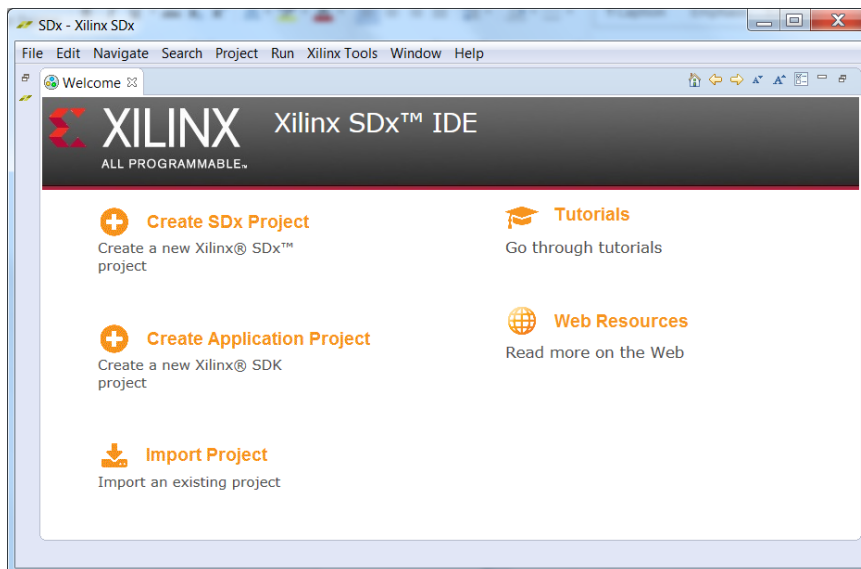 SDx - Xilinx SDx
File Edit Navigate Search Project Run Xilinx Tools Window Help
Welcome
XILINX
ALL PROGRAMMABLE™
Xilinx SDx™ IDE
Create SDx Project
Create a new Xilinx® SDx™
project
Create Application Project
Create a new Xilinx® SDK
project
Import Project
Import an existing project
Tutorials
Go through tutorials
Web Resources
Read more on the Web